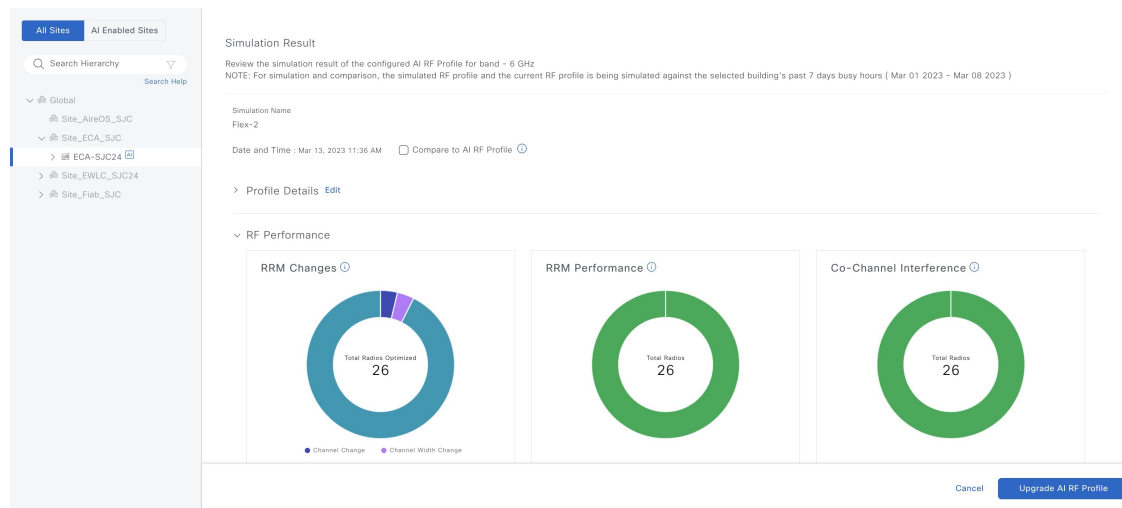 All Sites
AI Enabled Sites
Search Hierarchy
Search Help
Global
Site_AireOS_SJC
Site_ECA_SJC
ECA-SJC24 AI
Site_EWLC_SJC24
Site_Fiab_SJC
Simulation Result
Review the simulation result of the configured AI RF Profile for band - 6 GHz
NOTE: For simulation and comparison, the simulated RF profile and the current RF profile is being simulated against the selected building's past 7 days busy hours ( Mar 01 2023 - Mar 08 2023 )
Simulation Name
Flex-2
Date and Time : Mar 13, 2023 11:36 AM Compare to AI RF Profile
Profile Details Edit
RF Performance
RRM Changes
Total Radios Optimized
26
Channel Change Channel Width Change
RRM Performance
Total Radios
26
Co-Channel Interference
Total Radios
26
Cancel
Upgrade AI RF Profile